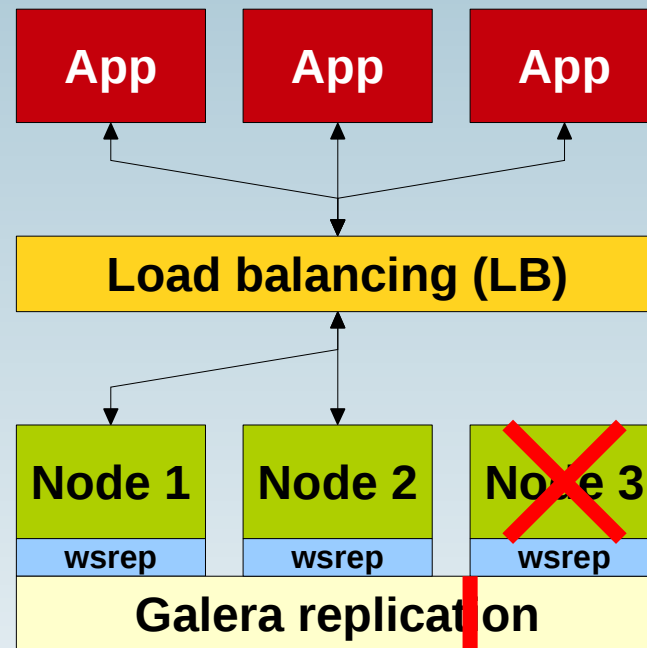 App App App
Load balancing (LB)
Node 1 Node 2 Node 3
wsrep wsrep wsrep
Galera replication